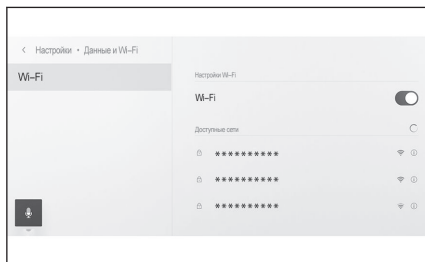 Настройки • Данные и Wi–Fi
Wi–Fi
Настройки Wi–Fi
Wi–Fi
Доступные сети
**********
**********
**********